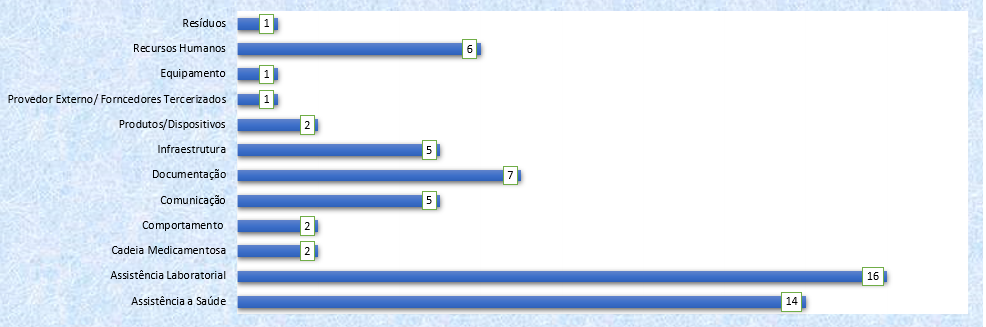 Resíduos 1
Recursos Humanos 6
Equipamento 1
Provedor Externo/ Forncedores Tercerizados 1
Produtos/Dispositivos 2
Infraestrutura 5
Documentação 7
Comunicação 5
Comportamento 2
Cadeia Medicamentosa 2
Assistência Laboratorial 16
Assistência a Saúde 14